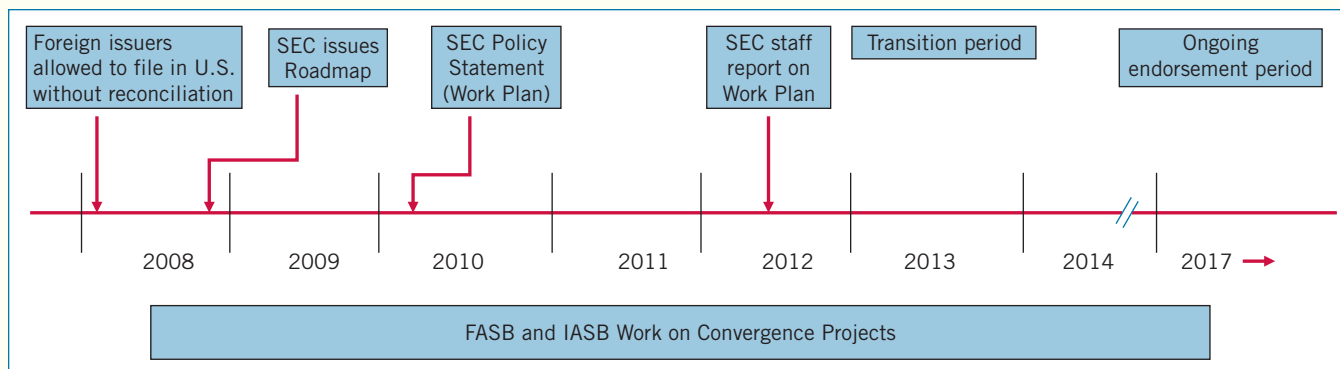 Foreign issuers
allowed to file in U.S.
without reconciliation
SEC issues
Roadmap
SEC Policy
Statement
(Work Plan)
SEC staff
report on
Work Plan
Transition period
Ongoing
endorsement period
2008 2009 2010 2011 2012 2013 2014 2017
FASB and IASB Work on Convergence Projects